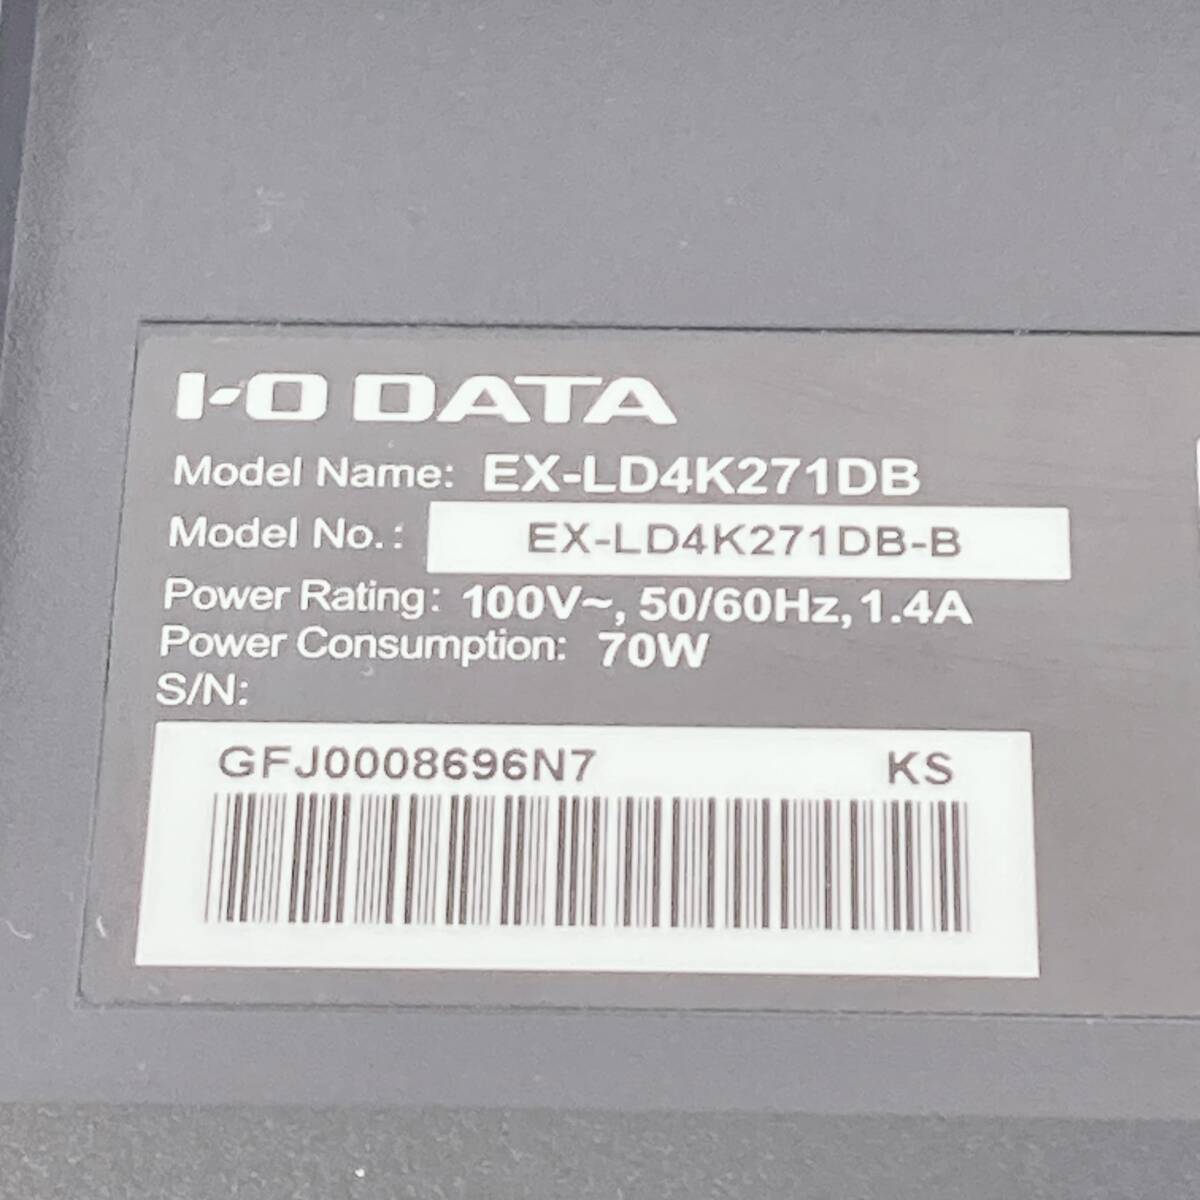 I-O DATA
Model Name: EX-LD4K271DB
Model No.: EX-LD4K271DB-B
Power Rating: 100V~, 50/60Hz, 1.4A
Power Consumption: 70W
S/N:
GFJ0008696N7 KS